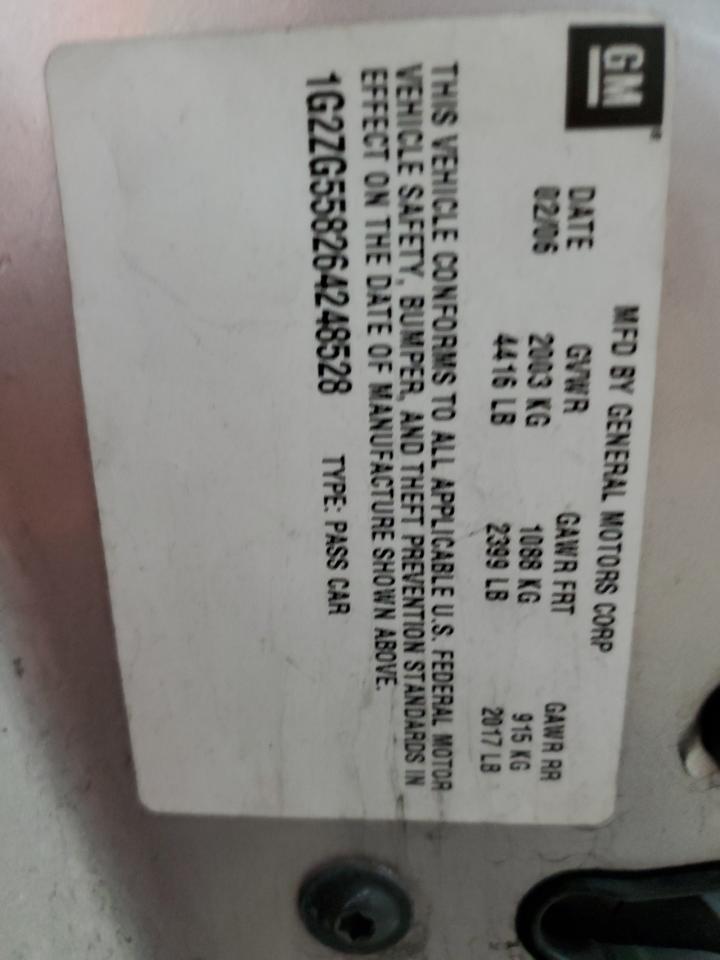 GM
MFD BY GENERAL MOTORS CORP
DATE GVWR GAWR FRT GAWR RR
02/06 2003 KG 1088 KG 915 KG
4416 LB 2399 LB 2017 LB
THIS VEHICLE CONFORMS TO ALL APPLICABLE U.S. FEDERAL MOTOR
VEHICLE SAFETY, BUMPER, AND THEFT PREVENTION STANDARDS IN
EFFECT ON THE DATE OF MANUFACTURE SHOWN ABOVE.
1G2ZG558264248528 TYPE: PASS CAR